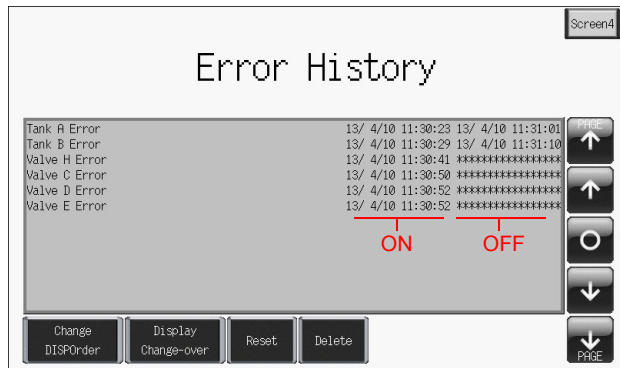 Screen4
Error History
Tank A Error 13/ 4/10 11:30:23 13/ 4/10 11:31:01
Tank B Error 13/ 4/10 11:30:29 13/ 4/10 11:31:10
Valve H Error 13/ 4/10 11:30:41 *****************
Valve C Error 13/ 4/10 11:30:50 *****************
Valve D Error 13/ 4/10 11:30:52 *****************
Valve E Error 13/ 4/10 11:30:52 *****************
ON OFF
PAGE
Change
DISPOrder
Display
Change-over
Reset
Delete
PAGE